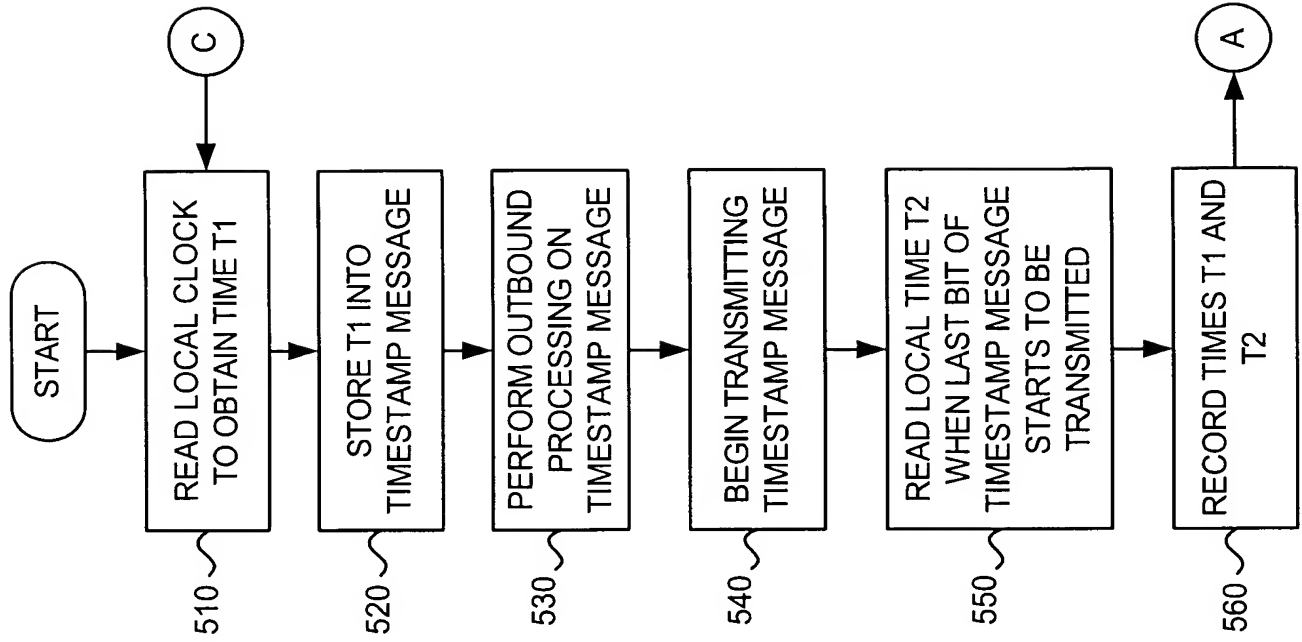 START
C
510
READ LOCAL CLOCK
TO OBTAIN TIME T1
520
STORE T1 INTO
TIMESTAMP MESSAGE
530
PERFORM OUTBOUND
PROCESSING ON
TIMESTAMP MESSAGE
540
BEGIN TRANSMITTING
TIMESTAMP MESSAGE
550
READ LOCAL TIME T2
WHEN LAST BIT OF
TIMESTAMP MESSAGE
STARTS TO BE
TRANSMITTED
560
RECORD TIMES T1 AND
T2
A